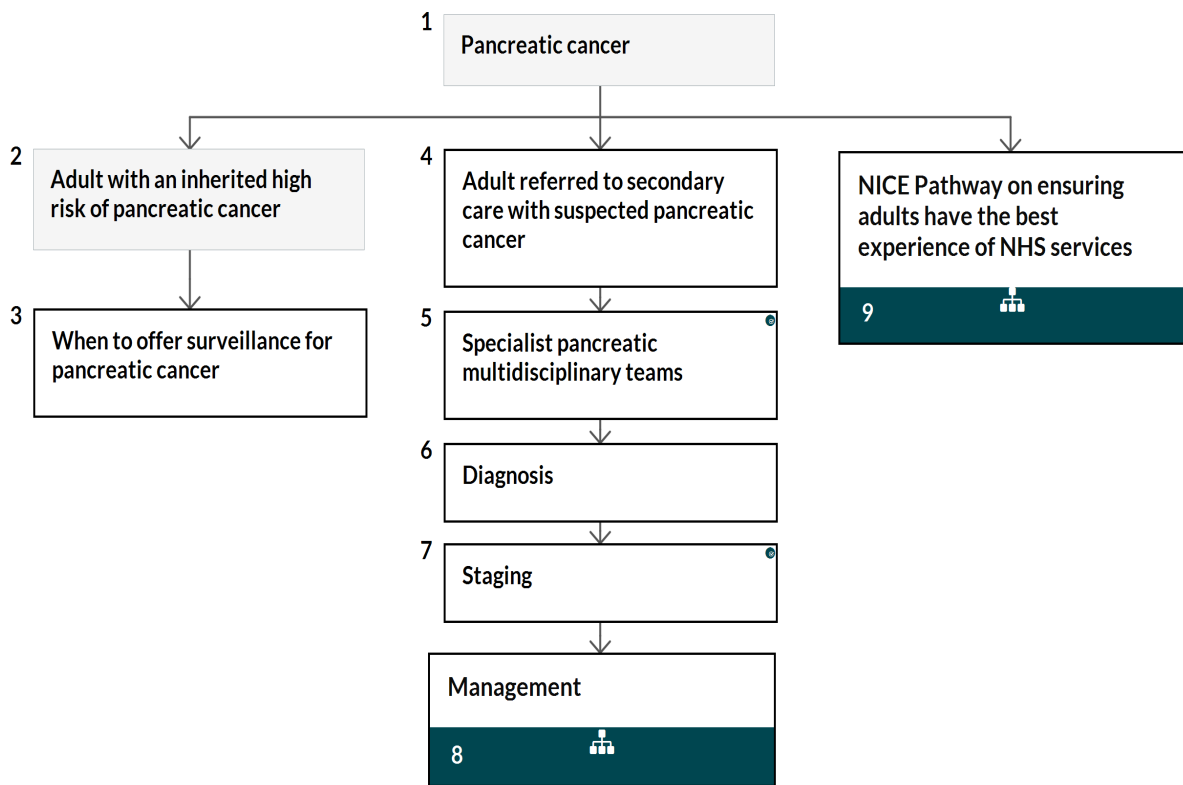 1
Pancreatic cancer
2
Adult with an inherited high
risk of pancreatic cancer
3
When to offer surveillance for
pancreatic cancer
4
Adult referred to secondary
care with suspected pancreatic
cancer
5
Specialist pancreatic
multidisciplinary teams
6
Diagnosis
7
Staging
Management
8
NICE Pathway on ensuring
adults have the best
experience of NHS services
9